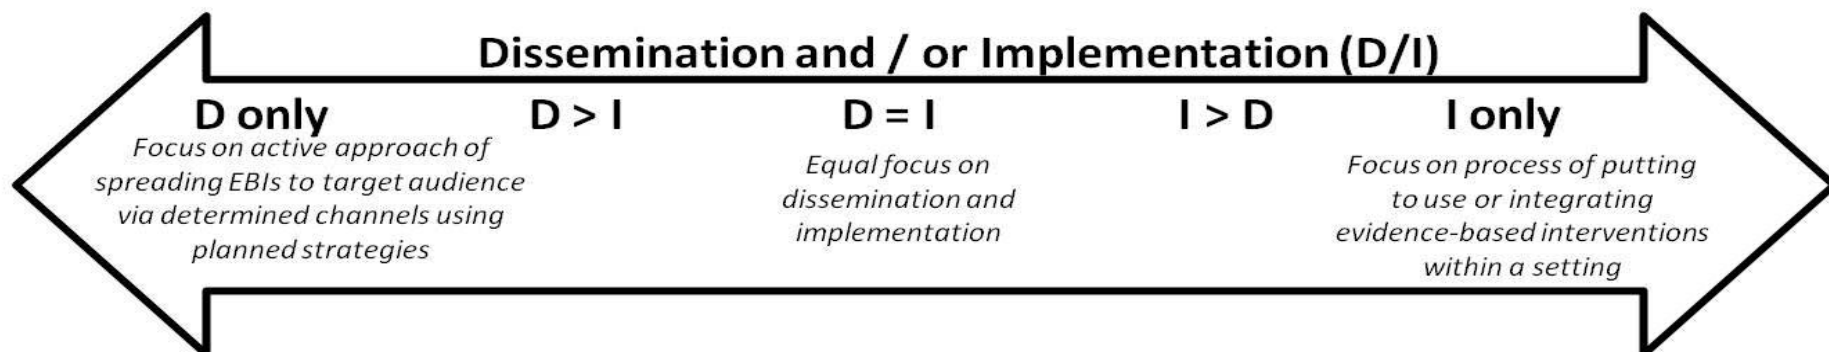 Dissemination and / or Implementation (D/I)
D only
D > I
D = I
I > D
I only
Focus on active approach of
spreading EBIs to target audience
via determined channels using
planned strategies
Equal focus on
dissemination and
implementation
Focus on process of putting
to use or integrating
evidence-based interventions
within a setting